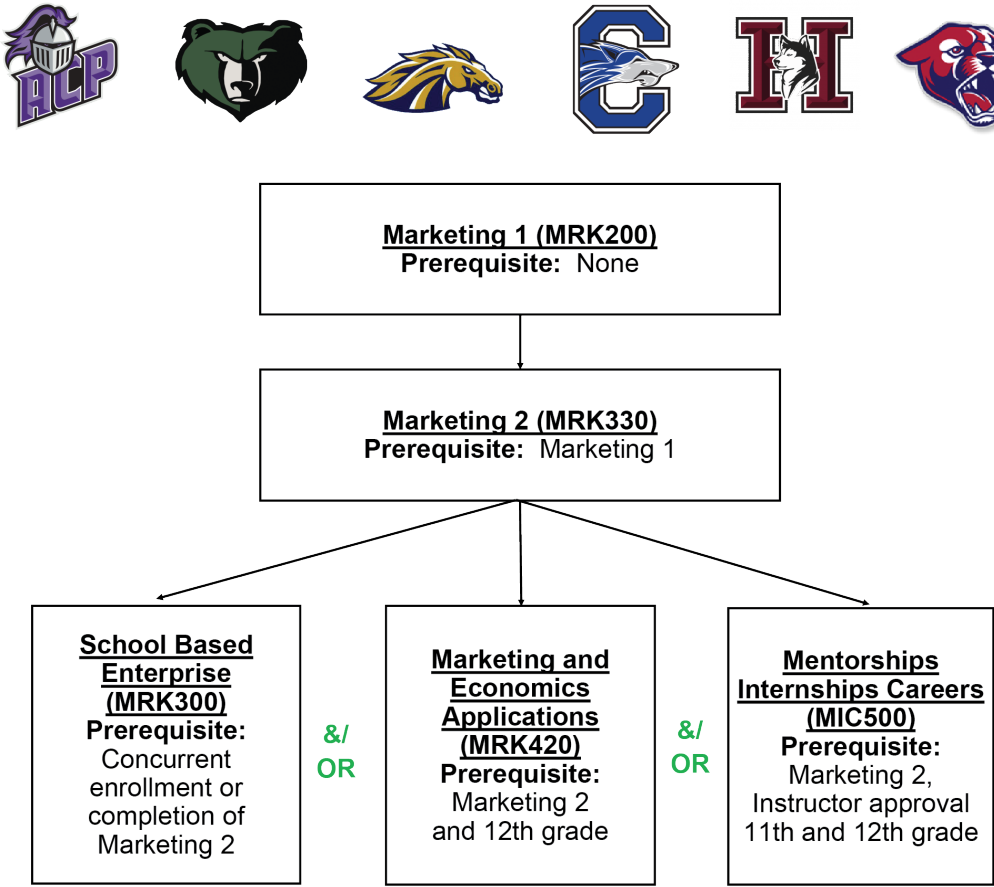 ACP
C
H
Marketing 1 (MRK200)
Prerequisite: None
Marketing 2 (MRK330)
Prerequisite: Marketing 1
School Based
Enterprise
(MRK300)
Prerequisite:
Concurrent
enrollment or
completion of
Marketing 2
&/
OR
Marketing and
Economics
Applications
(MRK420)
Prerequisite:
Marketing 2
and 12th grade
&/
OR
Mentorships
Internships Careers
(MIC500)
Prerequisite:
Marketing 2,
Instructor approval
11th and 12th grade